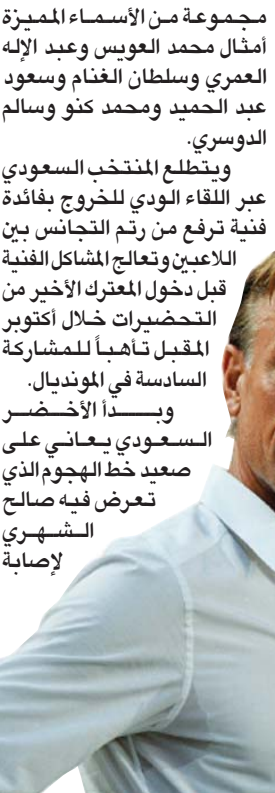 مجموعة من الأسماء المميزة
أمثال محمد العويس وعبد الإله
العمري وسلطان الغنام وسعود
عبد الحميد ومحمد كنو وسالم
الدوسري.
ويتطلع المنتخب السعودي
عبر اللقاء الودي للخروج بفائدة
فنية ترفع من رتم التجانس بين
اللاعبين وتعالج المشاكل الفنية
قبل دخول المعترك الأخير من
التحضيرات خلال أكتوبر
المقبل تأهباً للمشاركة
السادسة في المونديال.
وبدأ الأخضر
السعودي يعاني على
صعيد خط الهجوم الذي
تعرض فيه صالح
الشهري
لإصابة